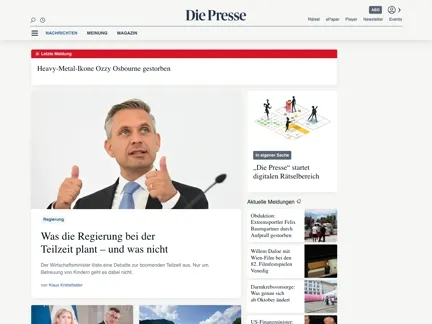 Die Presse
ABO
Rätsel ePaper Player Newsletter Events
NACHRICHTEN MEINUNG MAGAZIN
Letzte Meldung
Heavy-Metal-Ikone Ozzy Osbourne gestorben
Regierung
Was die Regierung bei der
Teilzeit plant – und was nicht
Der Wirtschaftsminister löste eine Debatte zur boomenden Teilzeit aus. Nur um
Betreuung von Kindern geht es dabei nicht.
von Klaus Knittelfelder
In eigener Sache
„Die Presse“ startet
digitalen Rätselbereich
Aktuelle Meldungen
Obduktion:
Extremsportler Felix
Baumgartner durch
Aufprall gestorben
Willem Dafoe mit
Wien-Film bei den
82. Filmfestspielen
Venedig
Darmkrebsvorsorge:
Was genau sich
ab Oktober ändert
US-Finanzminister: